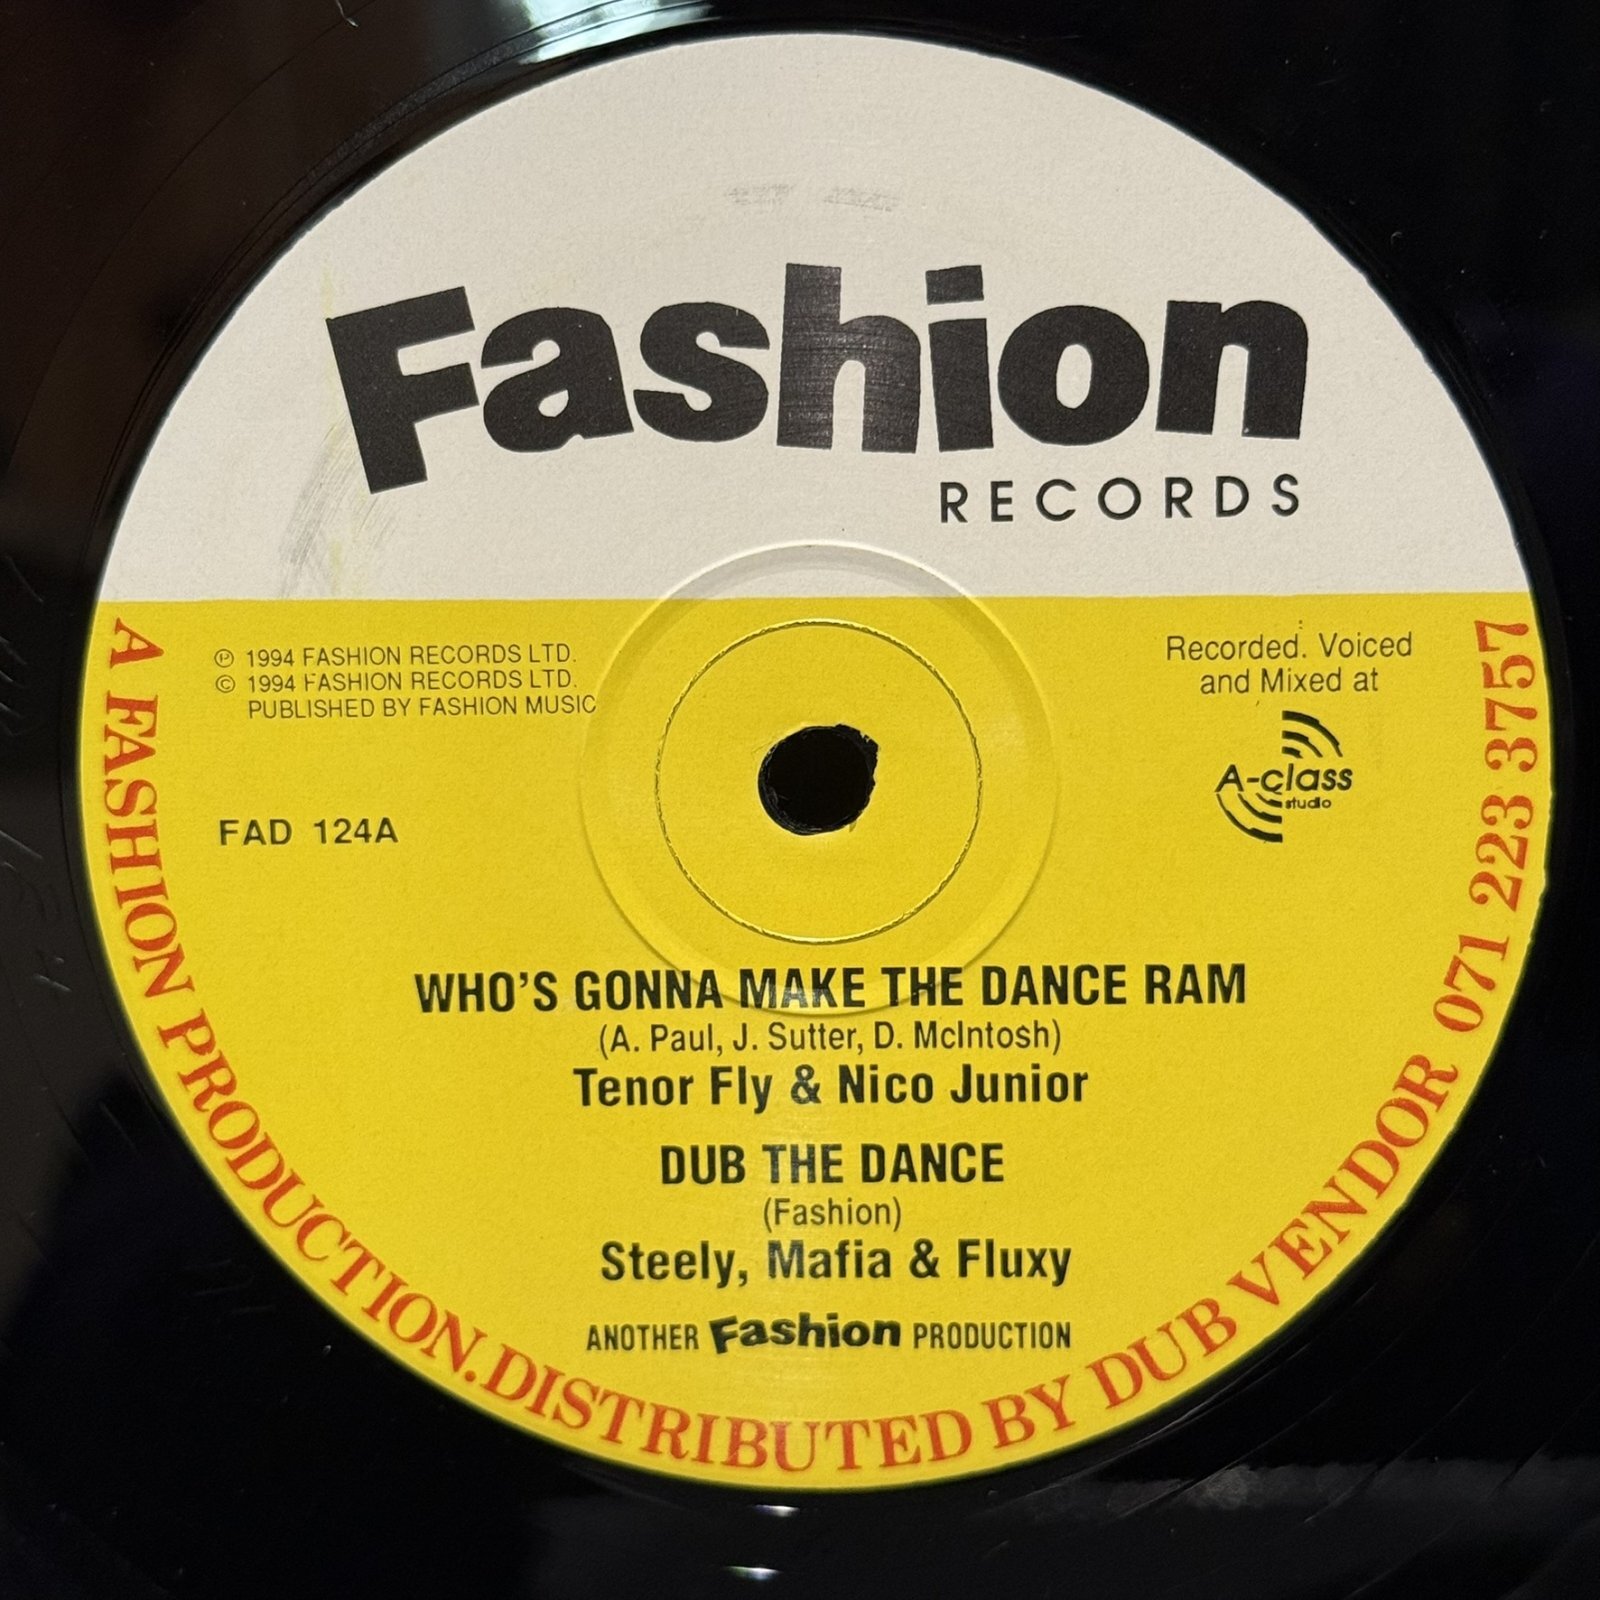 Fashion
RECORDS
℗ 1994 FASHION RECORDS LTD.
© 1994 FASHION RECORDS LTD.
PUBLISHED BY FASHION MUSIC
Recorded. Voiced
and Mixed at
A-class
studio
FAD 124A
WHO'S GONNA MAKE THE DANCE RAM
(A. Paul, J. Sutter, D. McIntosh)
Tenor Fly & Nico Junior
DUB THE DANCE
(Fashion)
Steely, Mafia & Fluxy
ANOTHER Fashion PRODUCTION
A FASHION PRODUCTION.DISTRIBUTED BY DUB VENDOR 071 223 3757